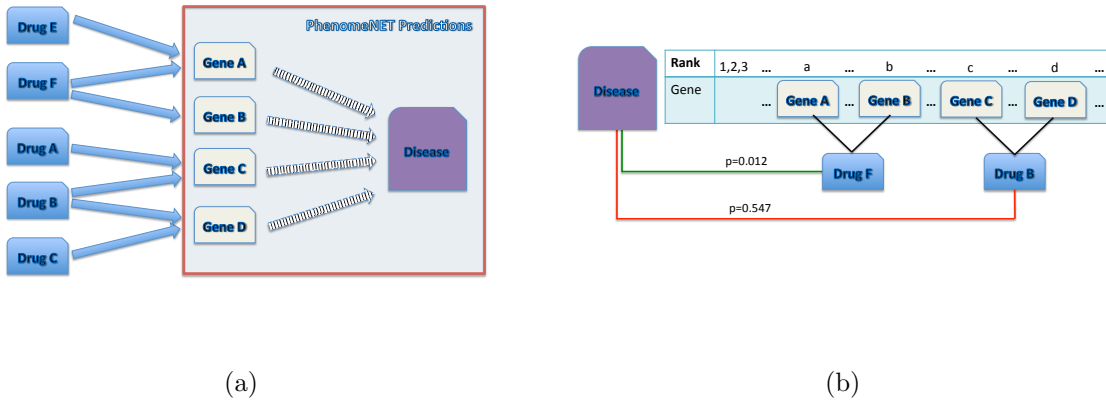 Drug E
Drug F
Drug A
Drug B
Drug C
PhenomeNET Predictions
Gene A
Gene B
Gene C
Gene D
Disease
(a)
Disease
Rank 1,2,3 ... a ... b ... c ... d ...
Gene ... Gene A ... Gene B ... Gene C ... Gene D ...
p=0.012
Drug F
Drug B
p=0.547
(b)